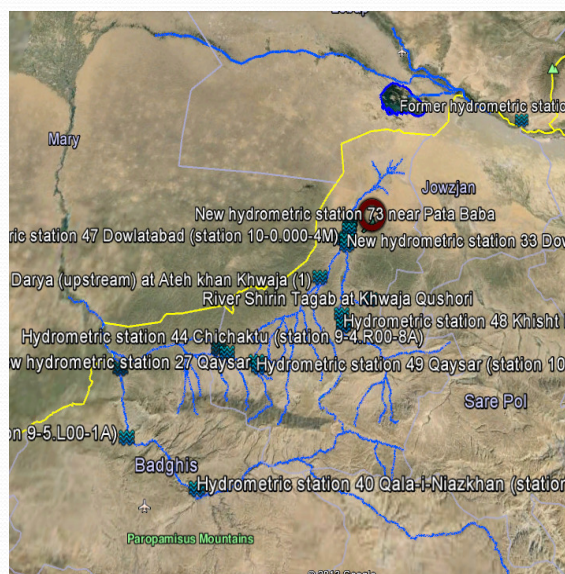 Mary
Former hydrometric statio
Jowzjan
New hydrometric station 73 near Pata Baba
ric station 47 Dowlatabad (station 10-0.000-4M)
New hydrometric station 33 Dow
Darya (upstream) at Ateh khan Khwaja (1)
River Shirin Tagab at Khwaja Qushori
Hydrometric station 48 Khisht
Hydrometric station 44 Chichaktu (station 9-4.R00-8A)
w hydrometric station 27 Qaysar
Hydrometric station 49 Qaysar (station 10
Sare Pol
on 9-5.L00-1A)
Badghis
Hydrometric station 40 Qala-i-Niazkhan (station
Paropamisus Mountains